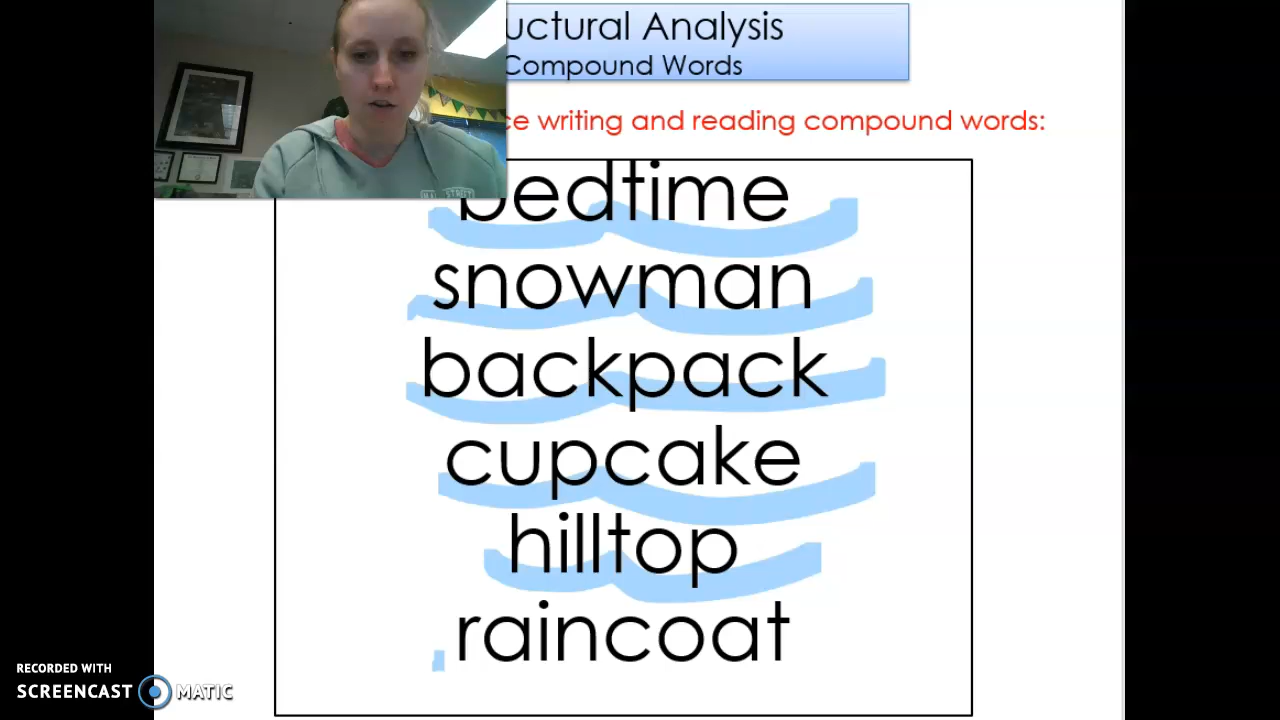 uctural Analysis
Compound Words
ce writing and reading compound words:
bedtime
snowman
backpack
cupcake
hilltop
raincoat
RECORDED WITH
SCREENCAST MATIC